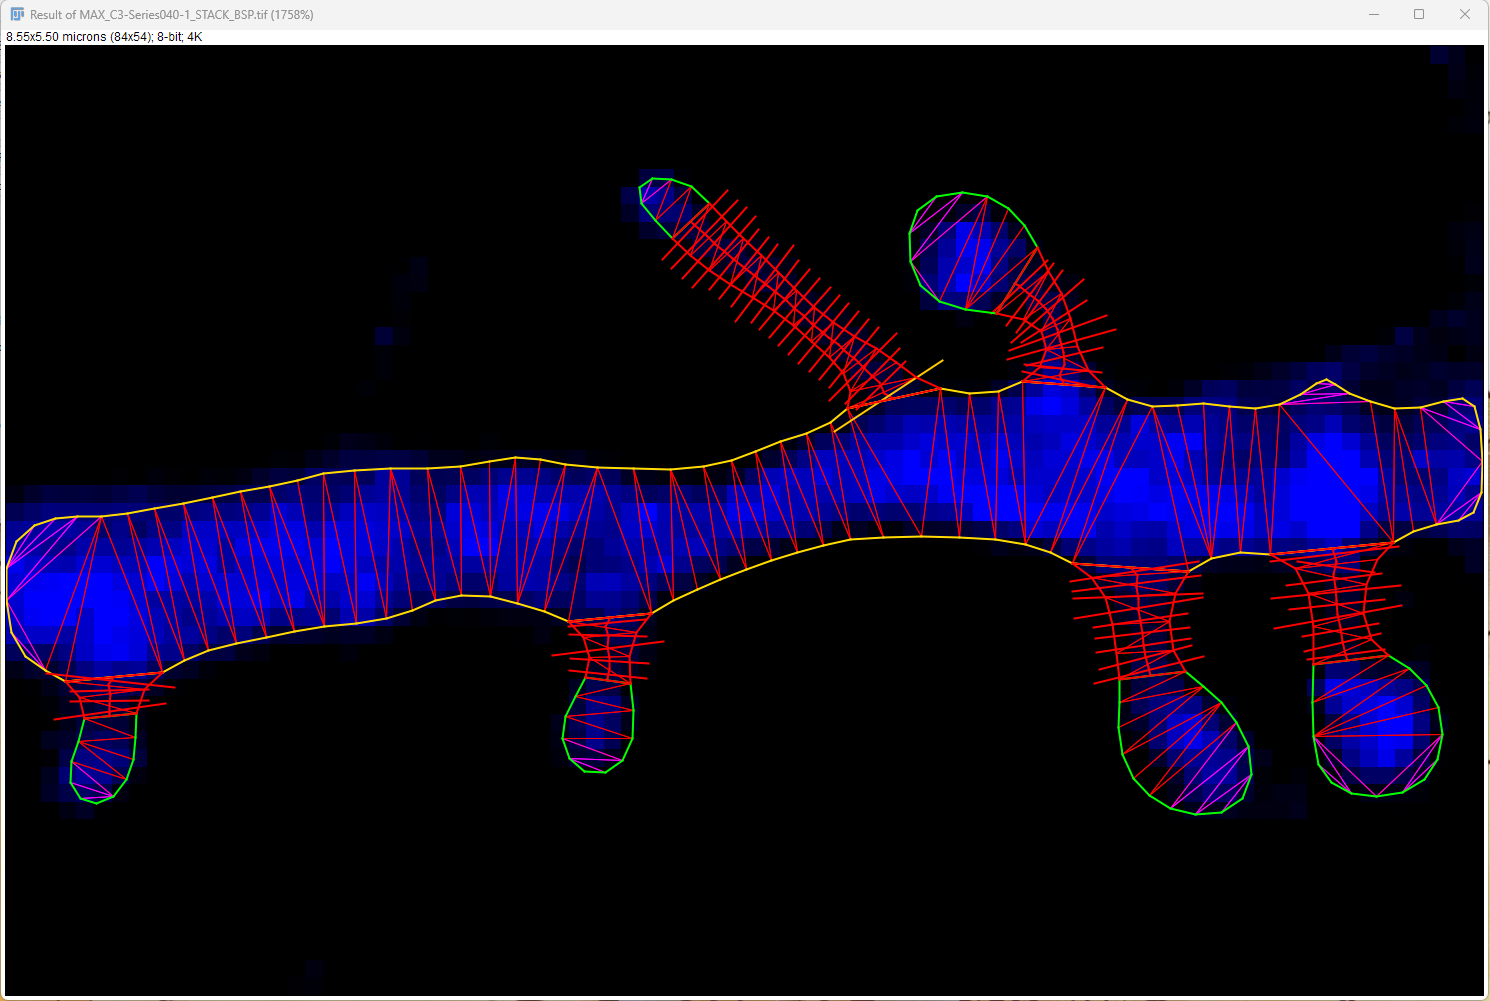 Result of MAX_C3-Series040-1_STACK_BSP.tif (1758%)
8.55x5.50 microns (84x54); 8-bit; 4K